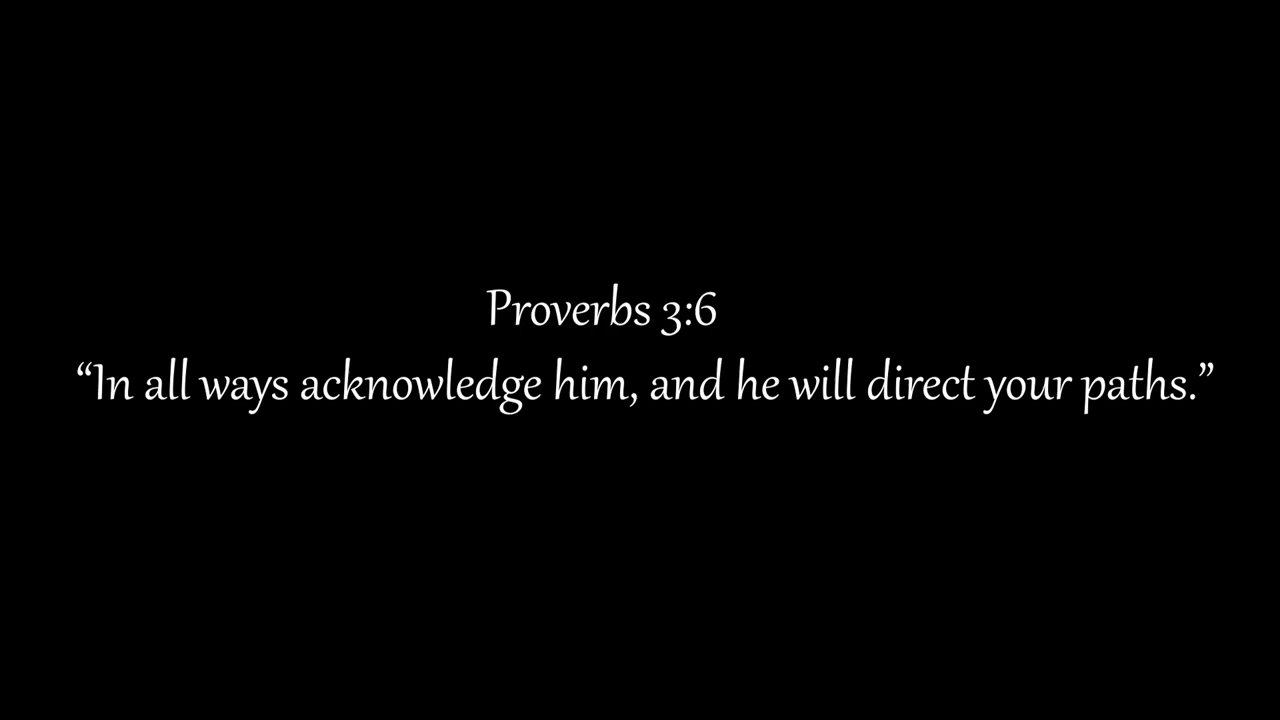 Proverbs 3:6
“In all ways acknowledge him, and he will direct your paths.”